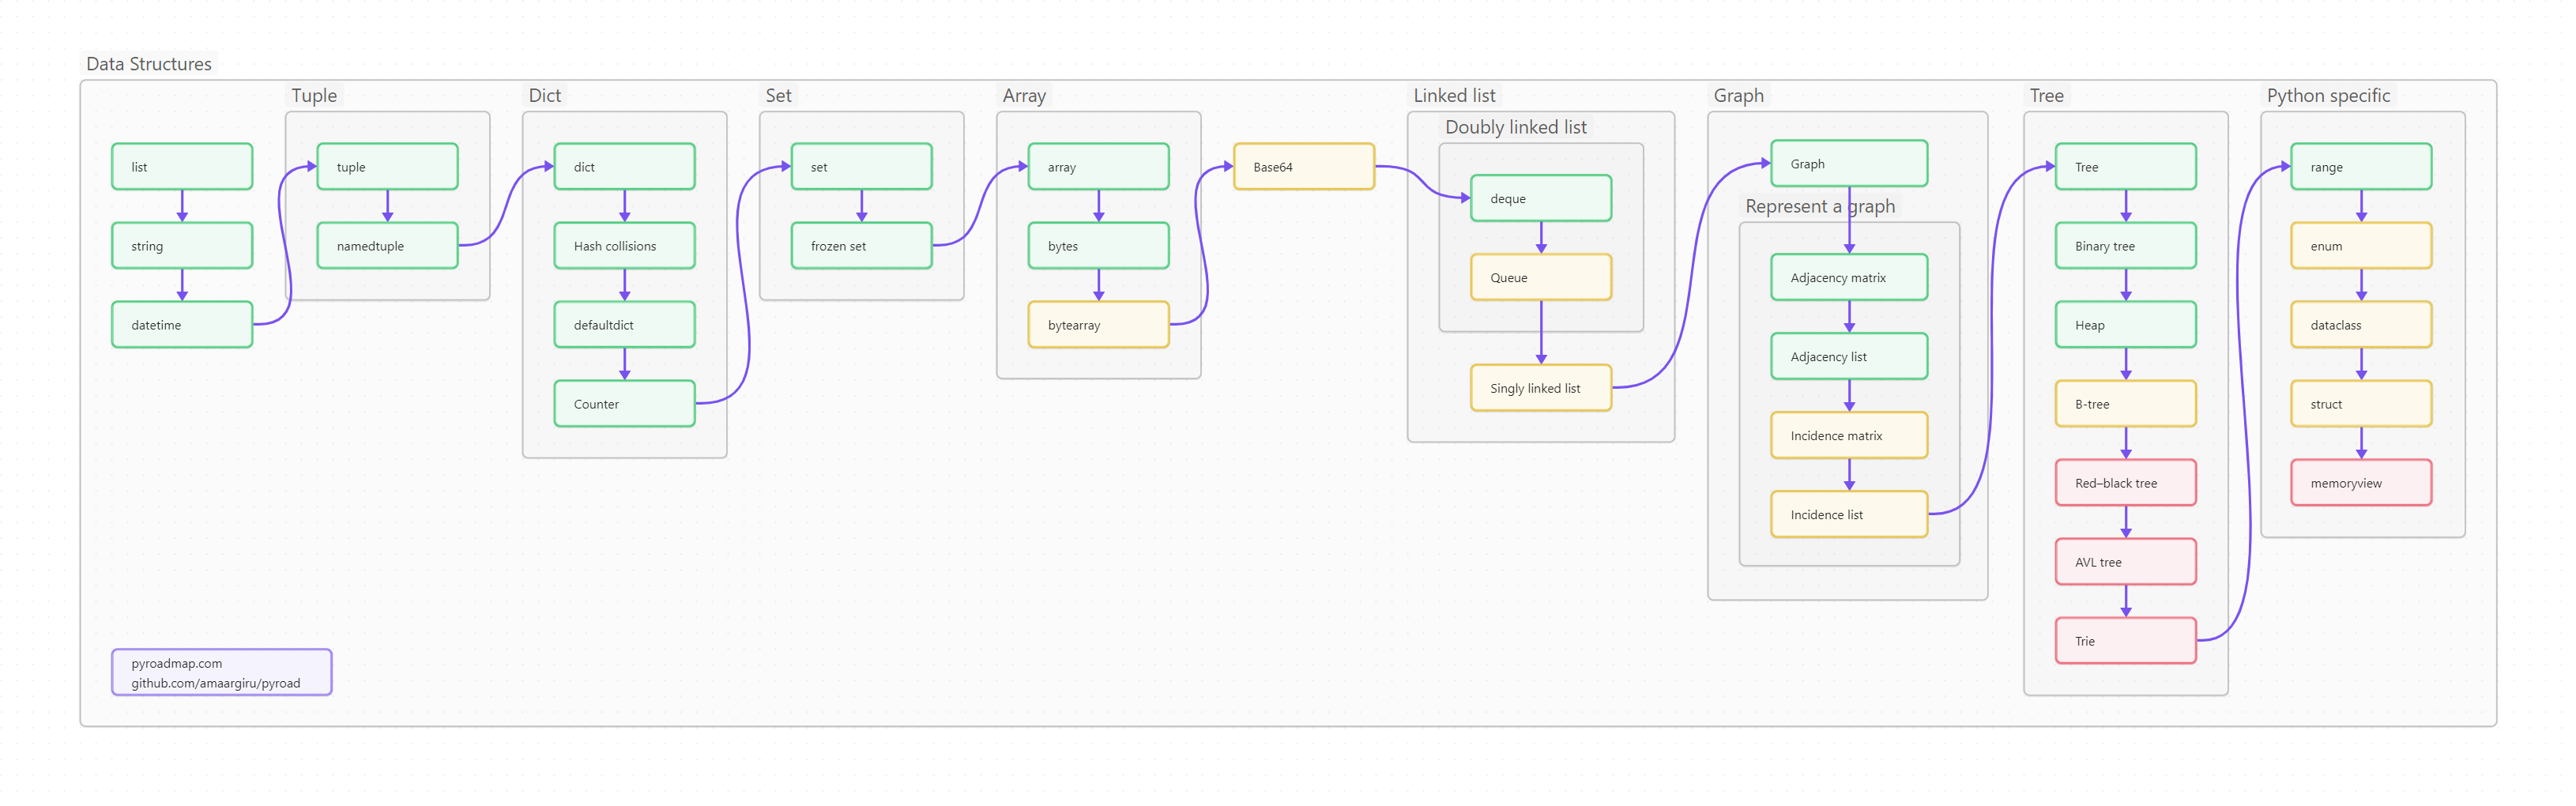 Data Structures
list
string
datetime
Tuple
tuple
namedtuple
Dict
dict
Hash collisions
defaultdict
Counter
Set
set
frozen set
Array
array
bytes
bytearray
Base64
Linked list
Doubly linked list
deque
Queue
Singly linked list
Graph
Graph
Represent a graph
Adjacency matrix
Adjacency list
Incidence matrix
Incidence list
Tree
Tree
Binary tree
Heap
B-tree
Red–black tree
AVL tree
Trie
Python specific
range
enum
dataclass
struct
memoryview
pyroadmap.com
github.com/amaargiru/pyroad